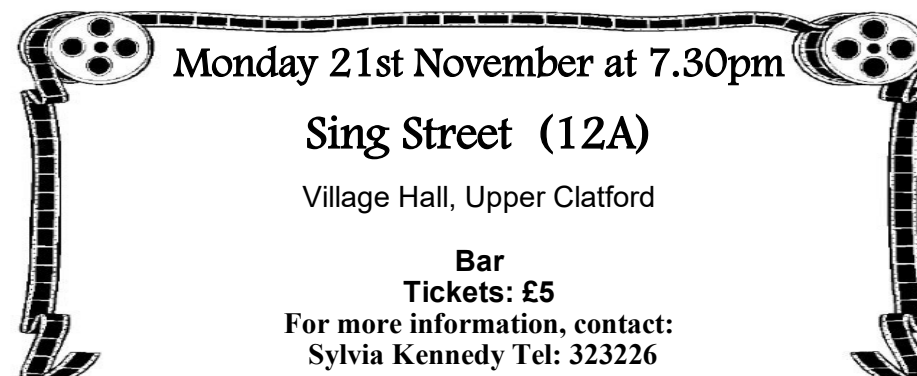 Monday 21st November at 7.30pm
Sing Street (12A)
Village Hall, Upper Clatford
Bar
Tickets: £5
For more information, contact:
Sylvia Kennedy Tel: 323226